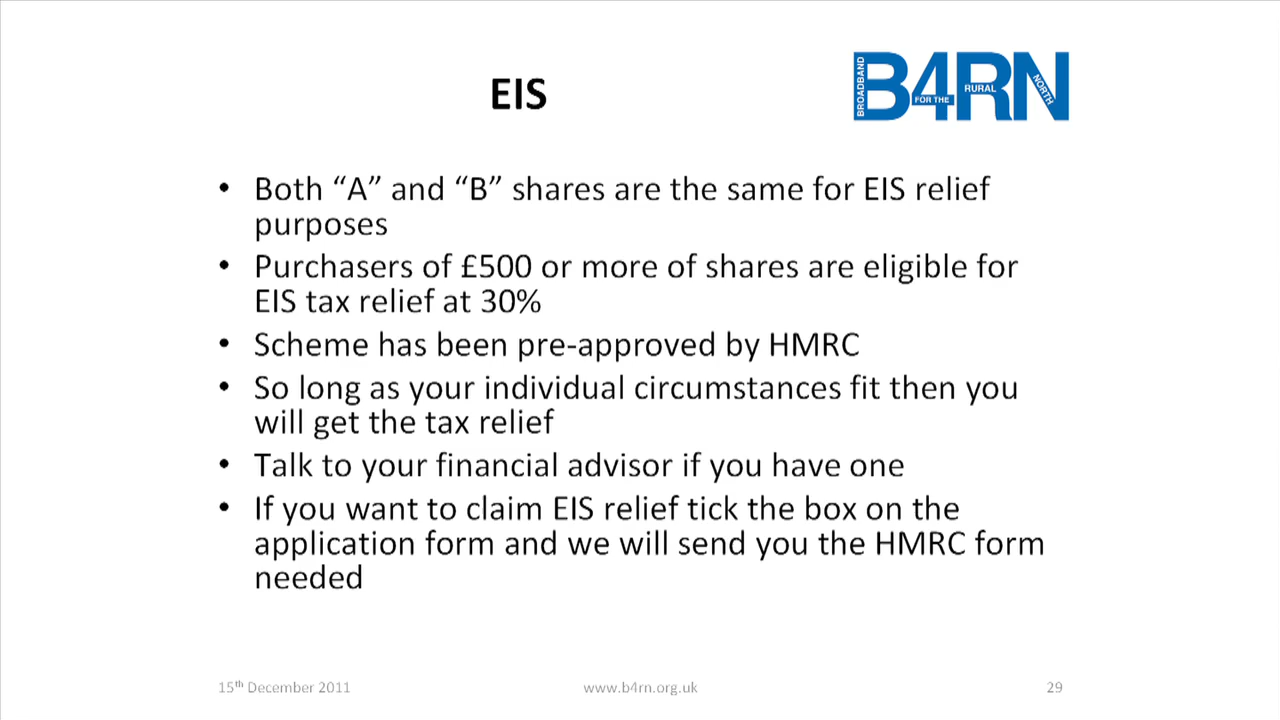 EIS
BROADBAND
B4RN
FOR THE
RURAL
NORTH
• Both “A” and “B” shares are the same for EIS relief
purposes
• Purchasers of £500 or more of shares are eligible for
EIS tax relief at 30%
• Scheme has been pre-approved by HMRC
• So long as your individual circumstances fit then you
will get the tax relief
• Talk to your financial advisor if you have one
• If you want to claim EIS relief tick the box on the
application form and we will send you the HMRC form
needed
15th December 2011
www.b4rn.org.uk
29